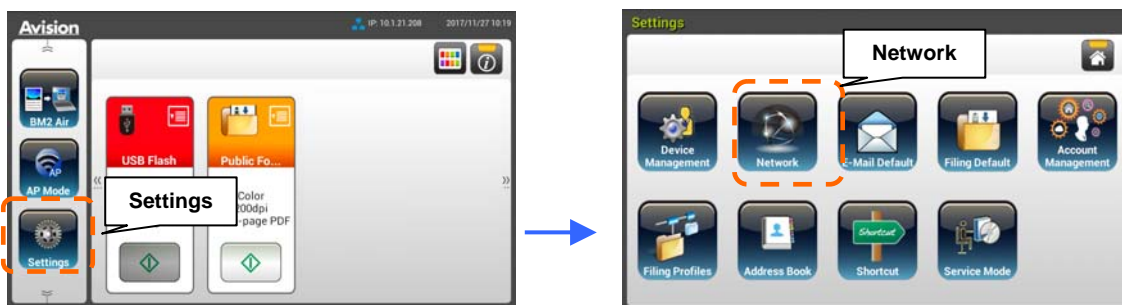 Avision
IP: 10.1.21.208 2017/11/27 10:19
BM2 Air
AP
AP Mode
Settings
USB Flash
Public Fo...
Color
200dpi
-page PDF
Settings
Settings
Network
Device
Management
Network
E-Mail Default
Filing Default
Account
Management
Filing Profiles
Address Book
Shortcut
Shortcut
Service Mode